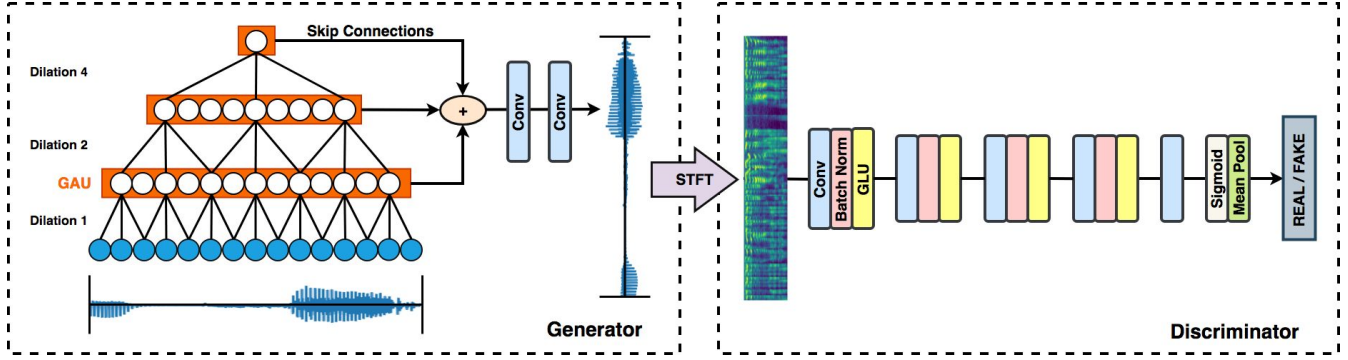 Skip Connections
Dilation 4
+
Conv
Conv
Dilation 2
GAU
Dilation 1
Generator
STFT
Conv
Batch Norm
GLU
Sigmoid
Mean Pool
REAL / FAKE
Discriminator